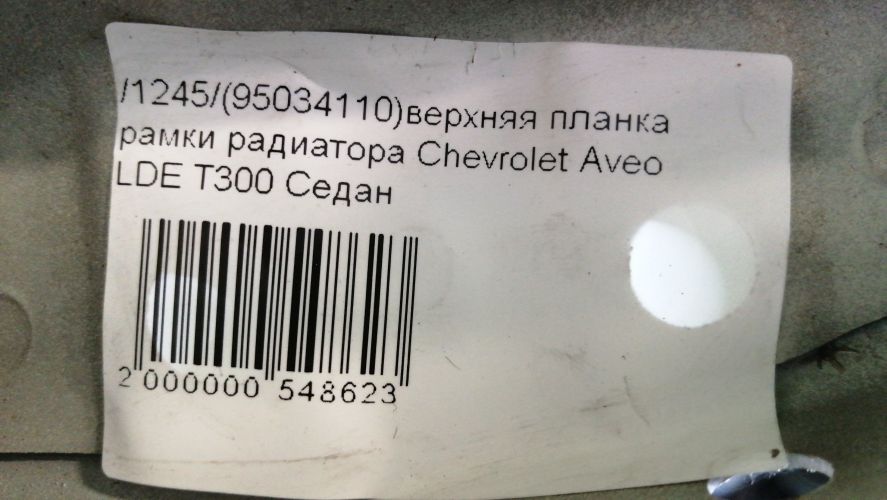 /1245/(95034110)верхняя планка
рамки радиатора Chevrolet Aveo
LDE T300 Седан
2 000000 548623